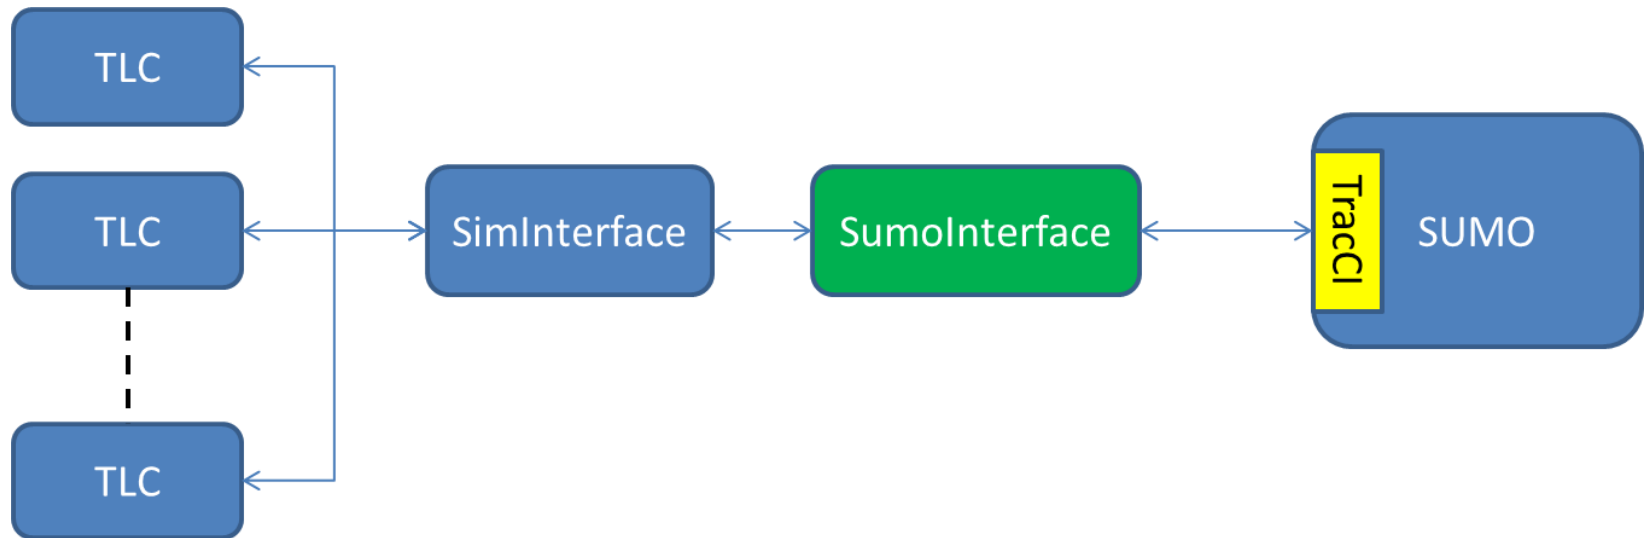 TLC
TLC
SimInterface
SumoInterface
TracCI
SUMO
TLC